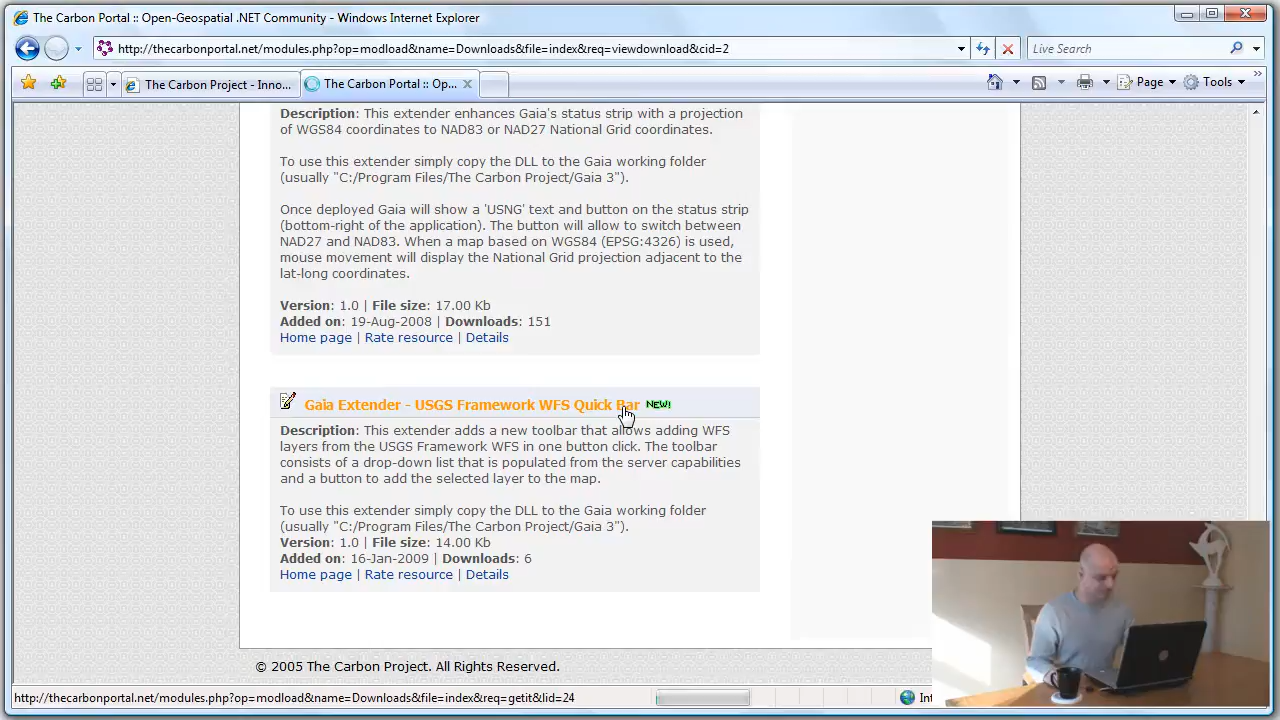 The Carbon Portal :: Open-Geospatial .NET Community - Windows Internet Explorer
http://thecarbonportal.net/modules.php?op=modload&name=Downloads&file=index&req=viewdownload&cid=2
Live Search
The Carbon Project - Inno...
The Carbon Portal :: Op...
Page
Tools
Description: This extender enhances Gaia's status strip with a projection
of WGS84 coordinates to NAD83 or NAD27 National Grid coordinates.
To use this extender simply copy the DLL to the Gaia working folder
(usually "C:/Program Files/The Carbon Project/Gaia 3").
Once deployed Gaia will show a 'USNG' text and button on the status strip
(bottom-right of the application). The button will allow to switch between
NAD27 and NAD83. When a map based on WGS84 (EPSG:4326) is used,
mouse movement will display the National Grid projection adjacent to the
lat-long coordinates.
Version: 1.0 | File size: 17.00 Kb
Added on: 19-Aug-2008 | Downloads: 151
Home page | Rate resource | Details
Gaia Extender - USGS Framework WFS Quick Bar NEW!
Description: This extender adds a new toolbar that allows adding WFS
layers from the USGS Framework WFS in one button click. The toolbar
consists of a drop-down list that is populated from the server capabilities
and a button to add the selected layer to the map.
To use this extender simply copy the DLL to the Gaia working folder
(usually "C:/Program Files/The Carbon Project/Gaia 3").
Version: 1.0 | File size: 14.00 Kb
Added on: 16-Jan-2009 | Downloads: 6
Home page | Rate resource | Details
© 2005 The Carbon Project. All Rights Reserved.
http://thecarbonportal.net/modules.php?op=modload&name=Downloads&file=index&req=getit&lid=24
Int